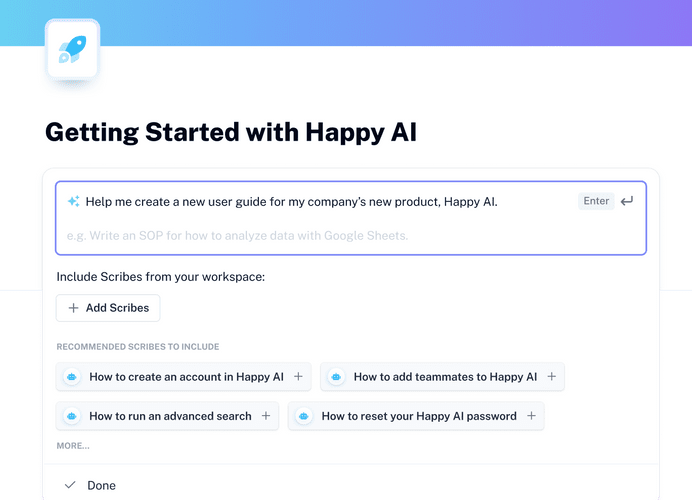 Getting Started with Happy AI
Help me create a new user guide for my company's new product, Happy AI.
Enter
e.g. Write an SOP for how to analyze data with Google Sheets.
Include Scribes from your workspace:
Add Scribes
RECOMMENDED SCRIBES TO INCLUDE
How to create an account in Happy AI
How to add teammates to Happy AI
How to run an advanced search
How to reset your Happy AI password
MORE...
Done